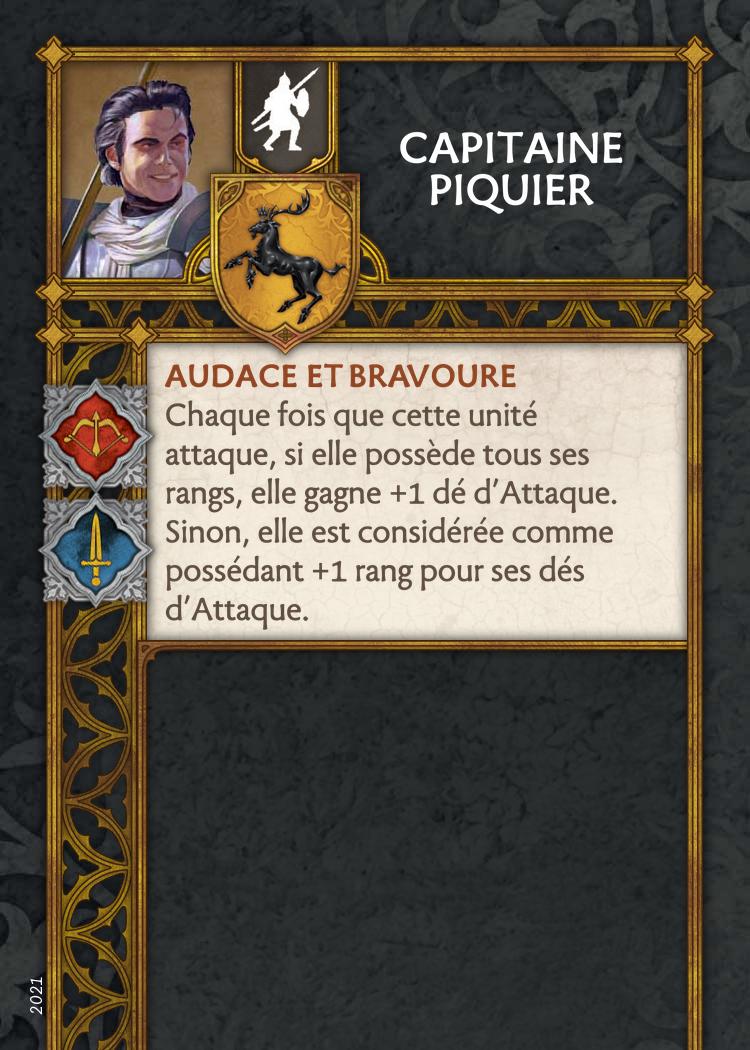 CAPITAINE
PIQUIER
AUDACE ET BRAVOURE
Chaque fois que cette unité
attaque, si elle possède tous ses
rangs, elle gagne +1 dé d’Attaque.
Sinon, elle est considérée comme
possédant +1 rang pour ses dés
d’Attaque.
2021